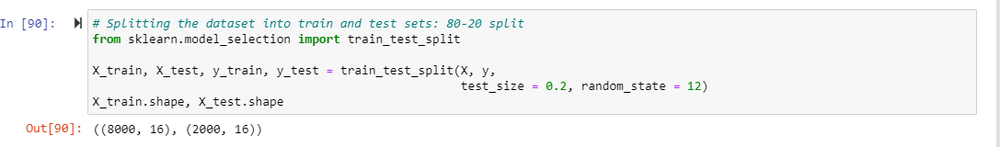 In [90]: # Splitting the dataset into train and test sets: 80-20 split
from sklearn.model_selection import train_test_split
X_train, X_test, y_train, y_test = train_test_split(X, y,
test_size = 0.2, random_state = 12)
X_train.shape, X_test.shape
Out[90]: ((8000, 16), (2000, 16))